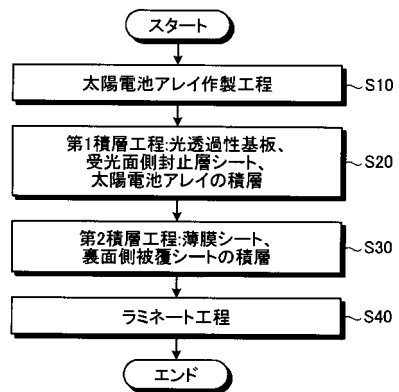 スタート
太陽電池アレイ作製工程
S10
第1積層工程:光透過性基板、
受光面側封止層シート、
太陽電池アレイの積層
S20
第2積層工程:薄膜シート、
裏面側被覆シートの積層
S30
ラミネート工程
S40
エンド